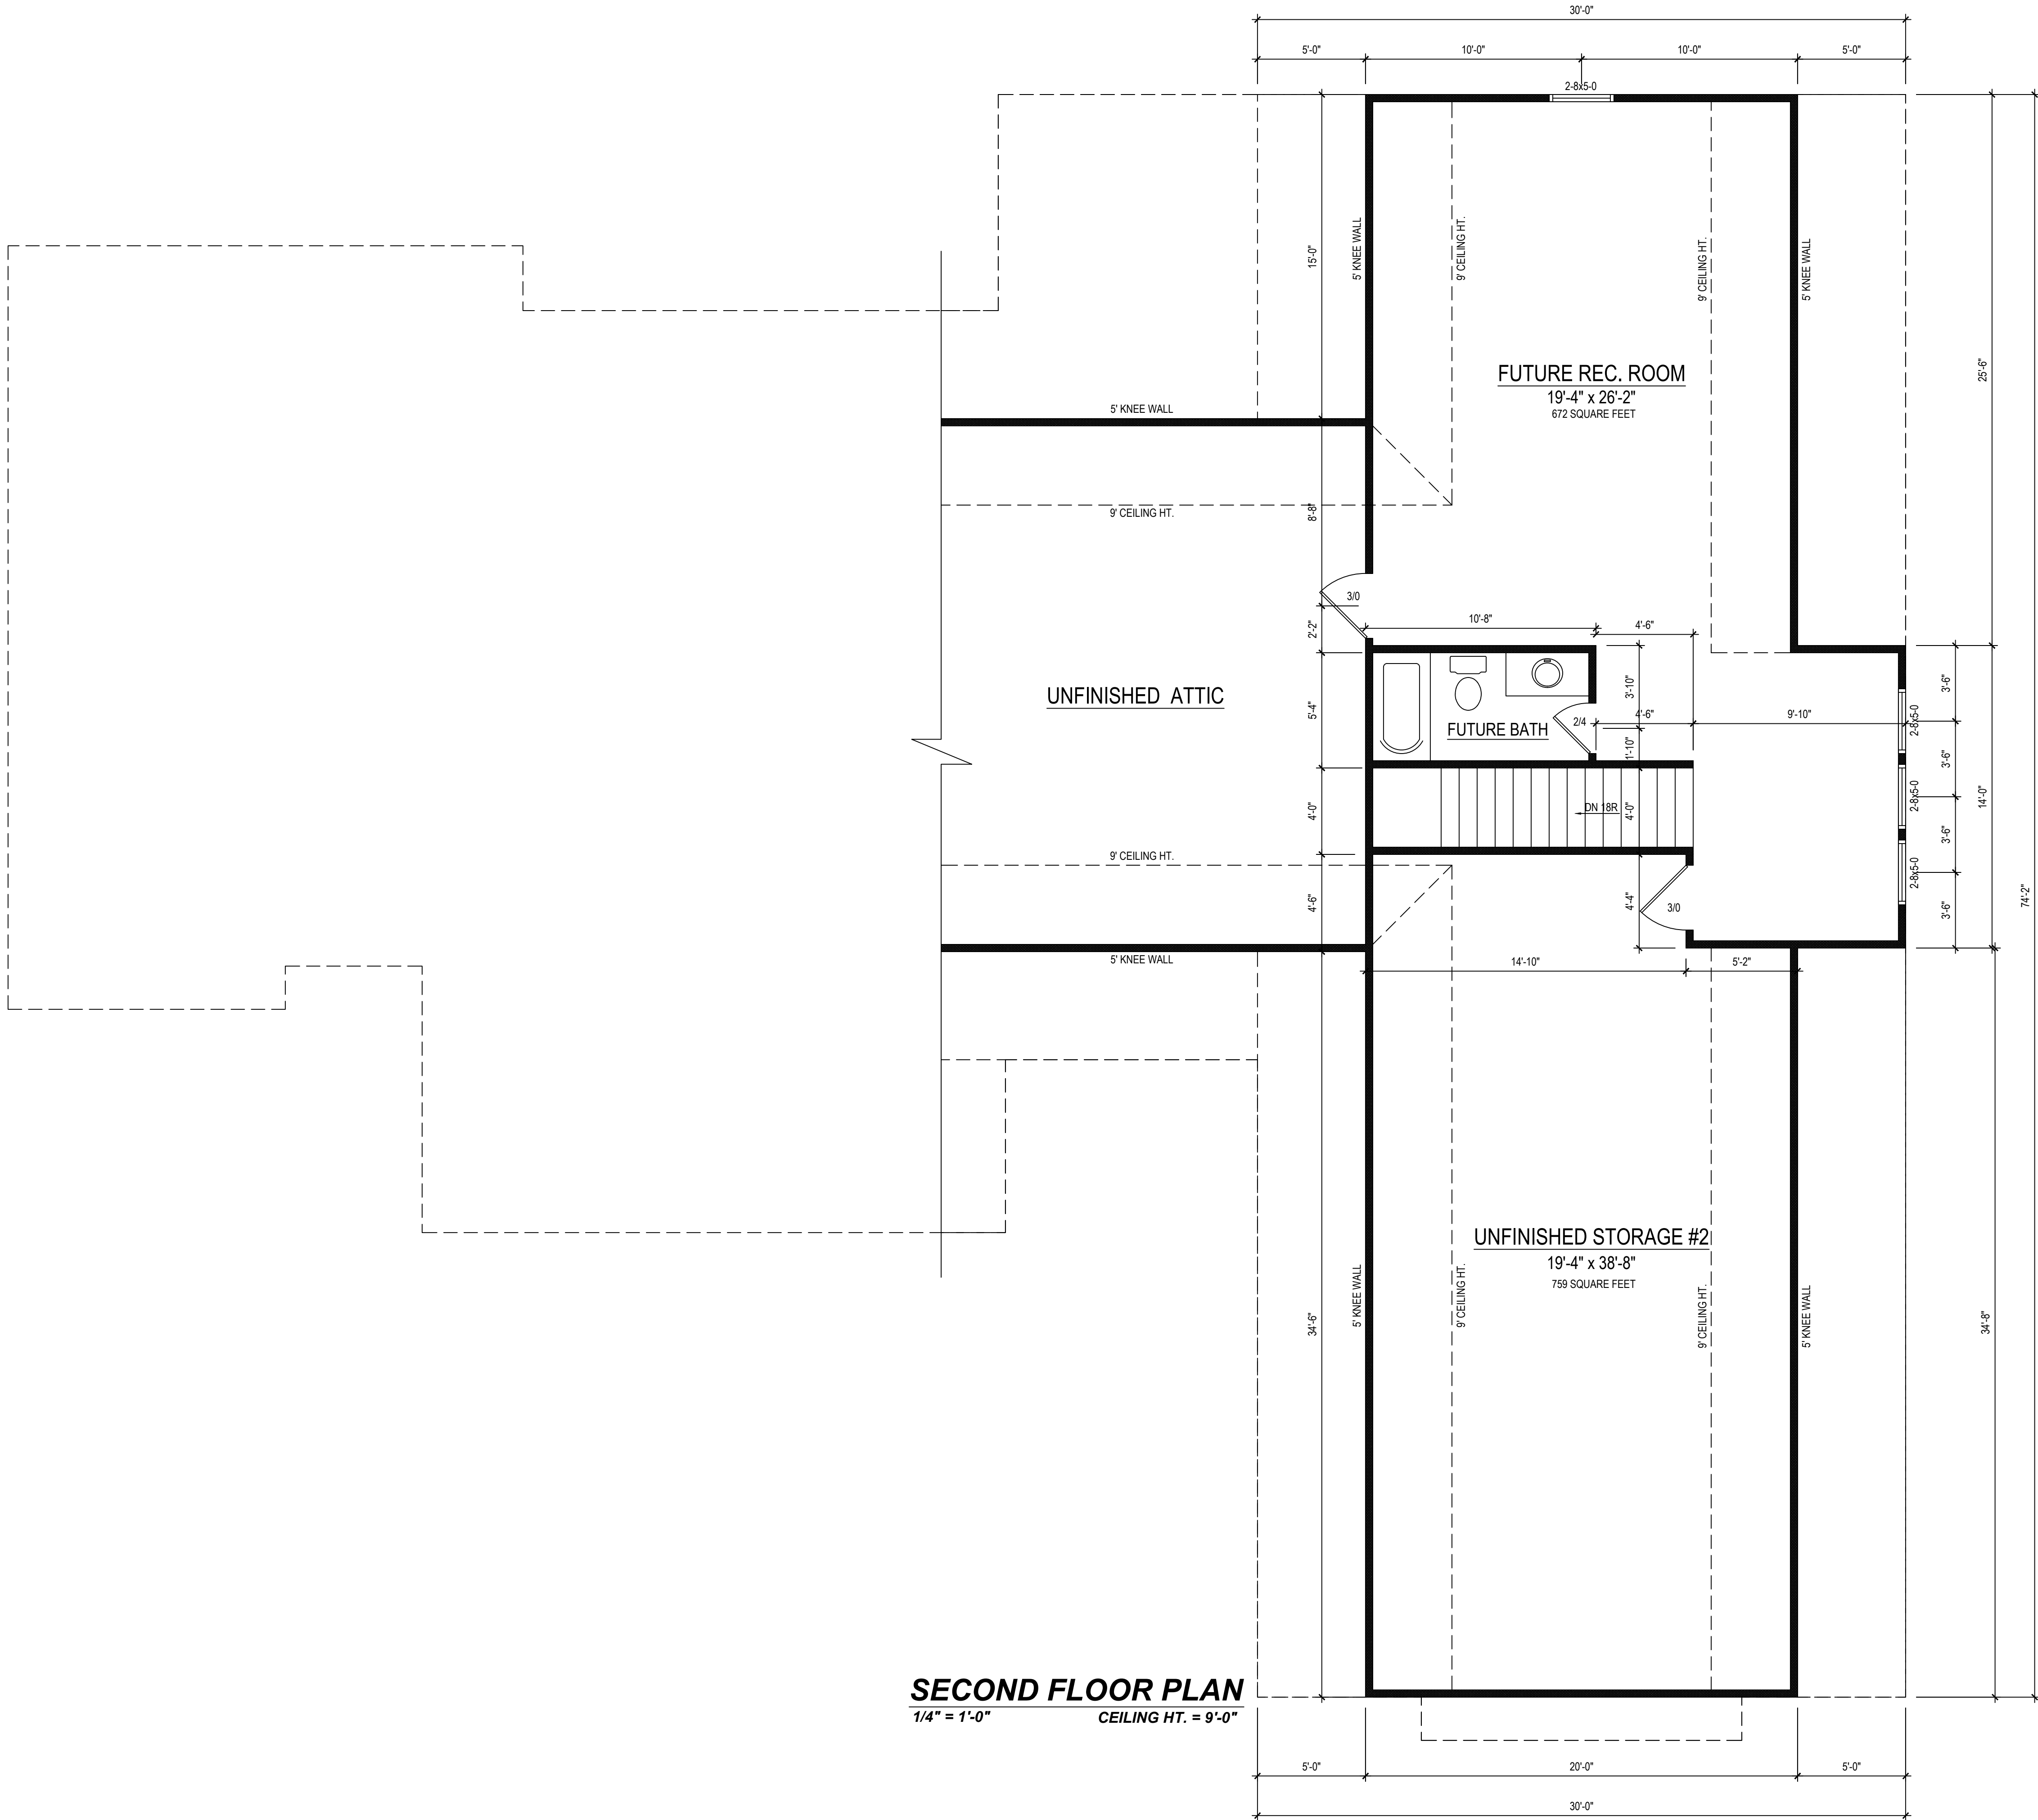 30'-0"
5'-0" 10'-0" 10'-0" 5'-0"
2-8x5-0
15'-0"
5' KNEE WALL
9' CEILING HT.
9' CEILING HT.
5' KNEE WALL
25'-6"
FUTURE REC. ROOM
19'-4" x 26'-2"
672 SQUARE FEET
5' KNEE WALL
9' CEILING HT.
8'-8"
3/0
2'-2"
10'-8"
4'-6"
UNFINISHED ATTIC
5'-4"
3'-10"
3'-6"
2-8x5-0
FUTURE BATH
2/4
4'-6"
9'-10"
1'-10"
3'-6"
4'-0"
DN 18R
4'-0"
2-8x5-0
14'-0"
3'-6"
9' CEILING HT.
4'-6"
4'-4"
3/0
2-8x5-0
3'-6"
74'-2"
5' KNEE WALL
14'-10"
5'-2"
UNFINISHED STORAGE #2
19'-4" x 38'-8"
759 SQUARE FEET
34'-6"
5' KNEE WALL
9' CEILING HT.
9' CEILING HT.
5' KNEE WALL
34'-8"
SECOND FLOOR PLAN
1/4" = 1'-0" CEILING HT. = 9'-0"
5'-0" 20'-0" 5'-0"
30'-0"